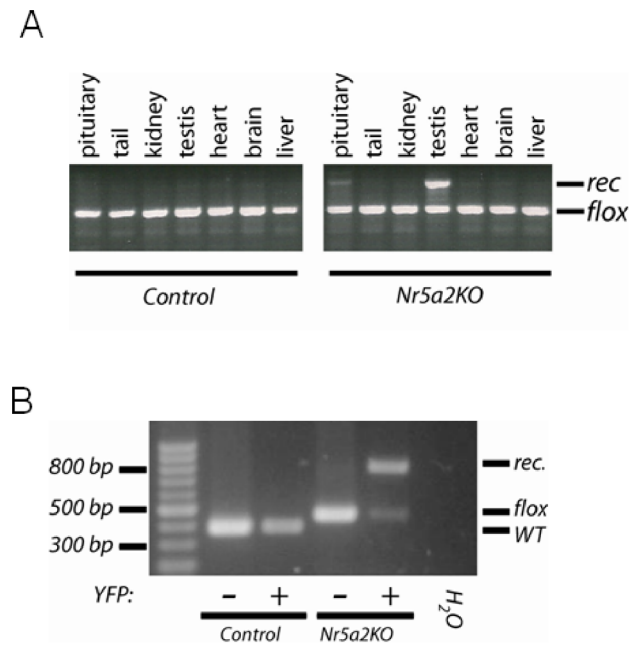 A
pituitary tail kidney testis heart brain liver
pituitary tail kidney testis heart brain liver
rec
flox
Control
Nr5a2KO
B
800 bp
500 bp
300 bp
rec.
flox
WT
YFP: - + - + H2O
Control
Nr5a2KO